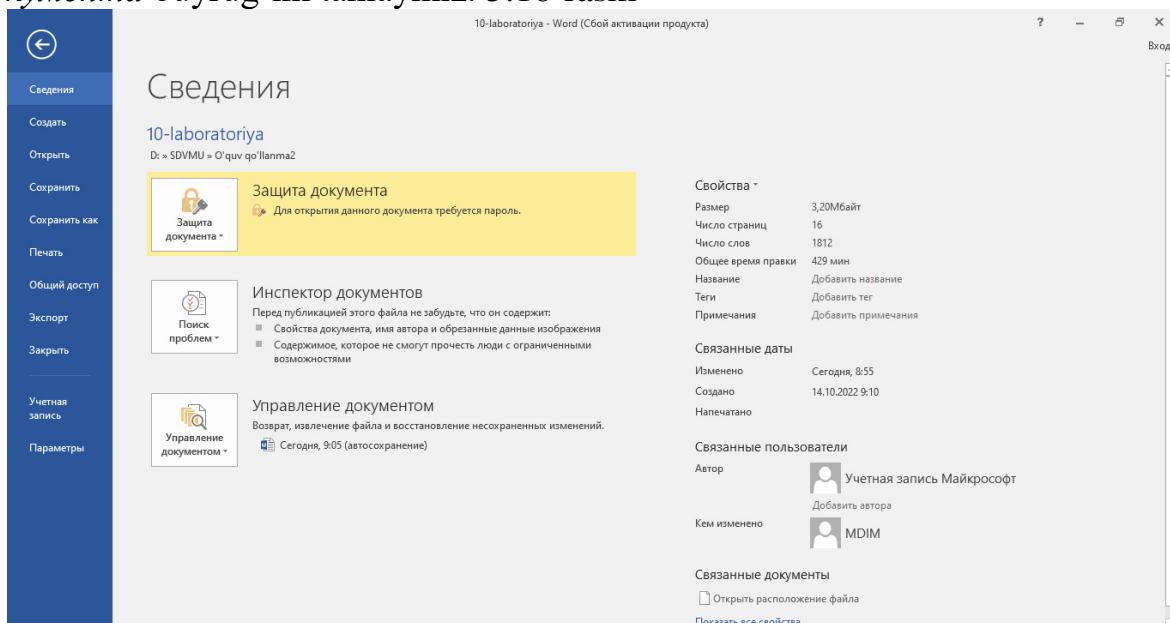 10-laboratoriya - Word (Сбой активации продукта)
?
Вход
Сведения
Создать
Открыть
Сохранить
Сохранить как
Печать
Общий доступ
Экспорт
Закрыть
Учетная
запись
Параметры
Сведения
10-laboratoriya
D: » SDVMU » O'quv qo'llanma2
Защита
документа
Защита документа
Для открытия данного документа требуется пароль.
Поиск
проблем
Инспектор документов
Перед публикацией этого файла не забудьте, что он содержит:
Свойства документа, имя автора и обрезанные данные изображения
Содержимое, которое не смогут прочесть люди с ограниченными
возможностями
Управление
документом
Управление документом
Возврат, извлечение файла и восстановление несохраненных изменений.
Сегодня, 9:05 (автосохранение)
Свойства
Размер 3,20Мбайт
Число страниц 16
Число слов 1812
Общее время правки 429 мин
Название Добавить название
Теги Добавить тег
Примечания Добавить примечания
Связанные даты
Изменено Сегодня, 8:55
Создано 14.10.2022 9:10
Напечатано
Связанные пользователи
Автор Учетная запись Майкрософт
Добавить автора
Кем изменено MDIM
Связанные документы
Открыть расположение файла
Показать все свойства